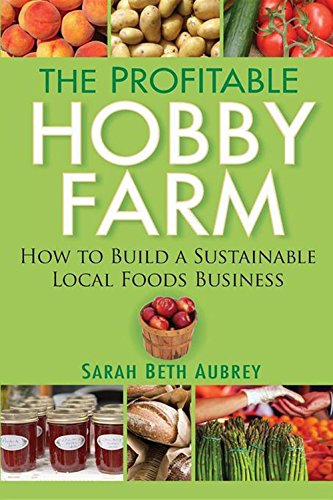 THE PROFITABLE
HOBBY
FARM
HOW TO BUILD A SUSTAINABLE
LOCAL FOODS BUSINESS
SARAH BETH AUBREY